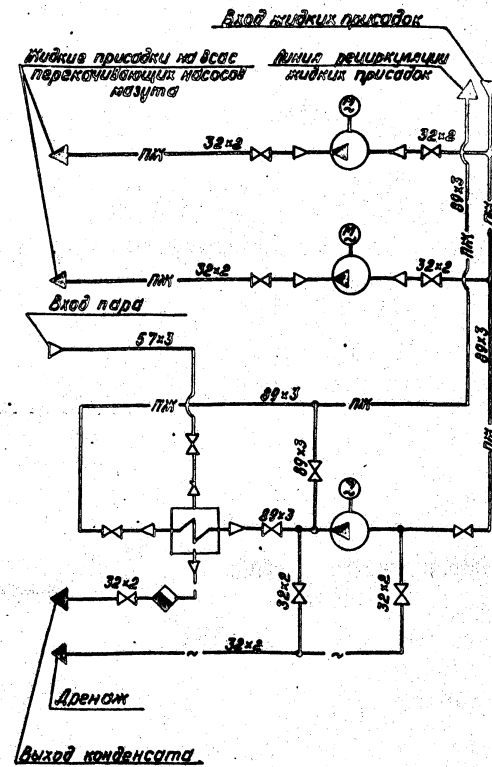 Вход жидких присадок
Жидкие присадки на всас
перекачивающих насосов
мазута
Линия рециркуляции
жидких присадок
ПЖ
32×2
32×2
89×3
ПЖ
ПЖ
ПЖ
32×2
32×2
Вход пара
57×3
89×3
ПЖ
89×3
ПЖ
ПЖ
89×3
89×3
32×2
32×2
32×2
~
32×2
~
Дренаж
Выход конденсата